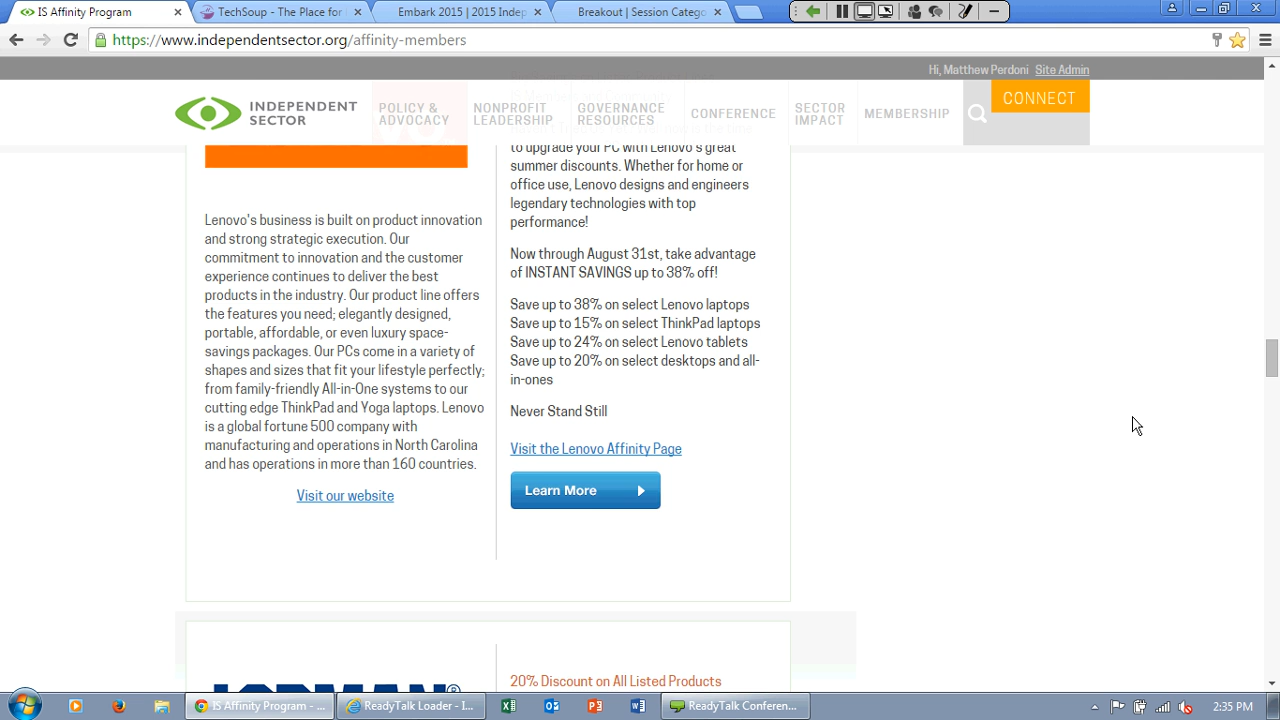 IS Affinity Program
TechSoup - The Place for
Embark 2015 | 2015 Indep
Breakout | Session Catego
https://www.independentsector.org/affinity-members
Hi, Matthew Perdoni Site Admin
CONNECT
INDEPENDENT
SECTOR
POLICY &
ADVOCACY
NONPROFIT
LEADERSHIP
GOVERNANCE
RESOURCES
CONFERENCE
SECTOR
IMPACT
MEMBERSHIP
Lenovo's business is built on product innovation
and strong strategic execution. Our
commitment to innovation and the customer
experience continues to deliver the best
products in the industry. Our product line offers
the features you need; elegantly designed,
portable, affordable, or even luxury space-
savings packages. Our PCs come in a variety of
shapes and sizes that fit your lifestyle perfectly;
from family-friendly All-in-One systems to our
cutting edge ThinkPad and Yoga laptops. Lenovo
is a global fortune 500 company with
manufacturing and operations in North Carolina
and has operations in more than 160 countries.
Visit our website
to upgrade your PC with Lenovo's great
summer discounts. Whether for home or
office use, Lenovo designs and engineers
legendary technologies with top
performance!
Now through August 31st, take advantage
of INSTANT SAVINGS up to 38% off!
Save up to 38% on select Lenovo laptops
Save up to 15% on select ThinkPad laptops
Save up to 24% on select Lenovo tablets
Save up to 20% on select desktops and all-
in-ones
Never Stand Still
Visit the Lenovo Affinity Page
Learn More
20% Discount on All Listed Products
IS Affinity Program - ...
ReadyTalk Loader - I...
ReadyTalk Conferen...
2:35 PM